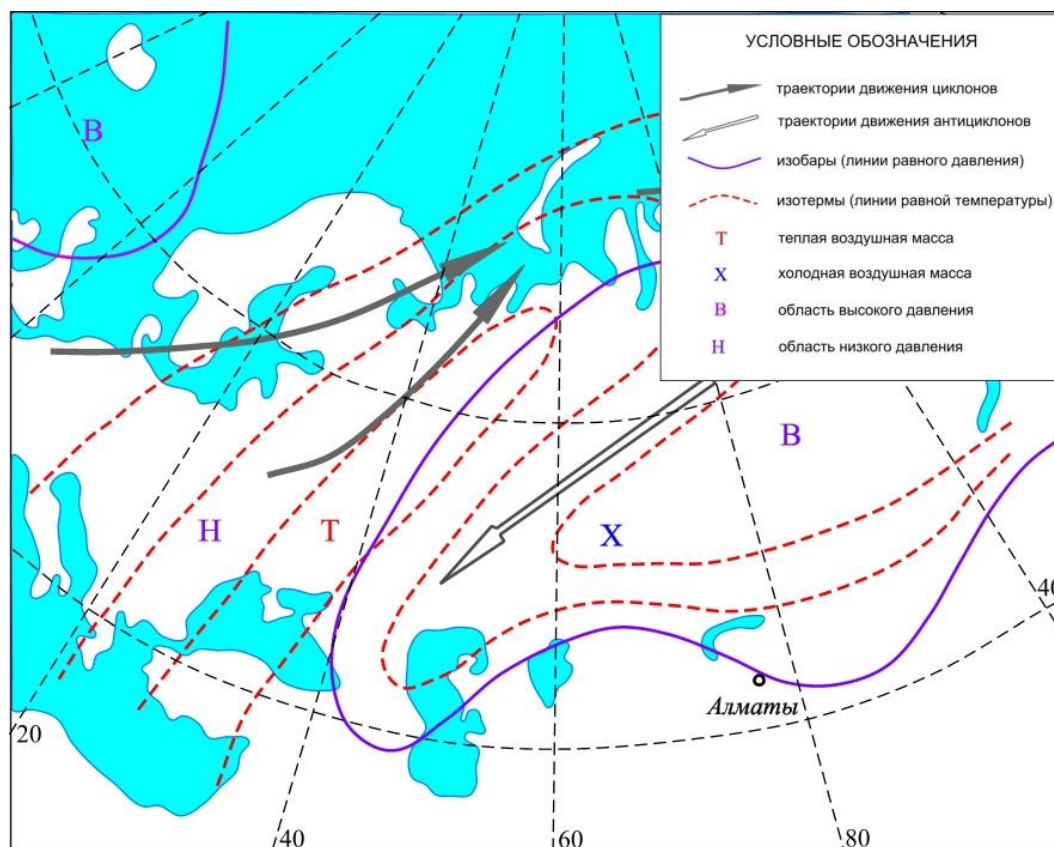 УСЛОВНЫЕ ОБОЗНАЧЕНИЯ
траектории движения циклонов
траектории движения антициклонов
изобары (линии равного давления)
изотермы (линии равной температуры)
Т теплая воздушная масса
Х холодная воздушная масса
В область высокого давления
Н область низкого давления
В
В
Н
Т
Х
40
Алматы
20
40
60
80